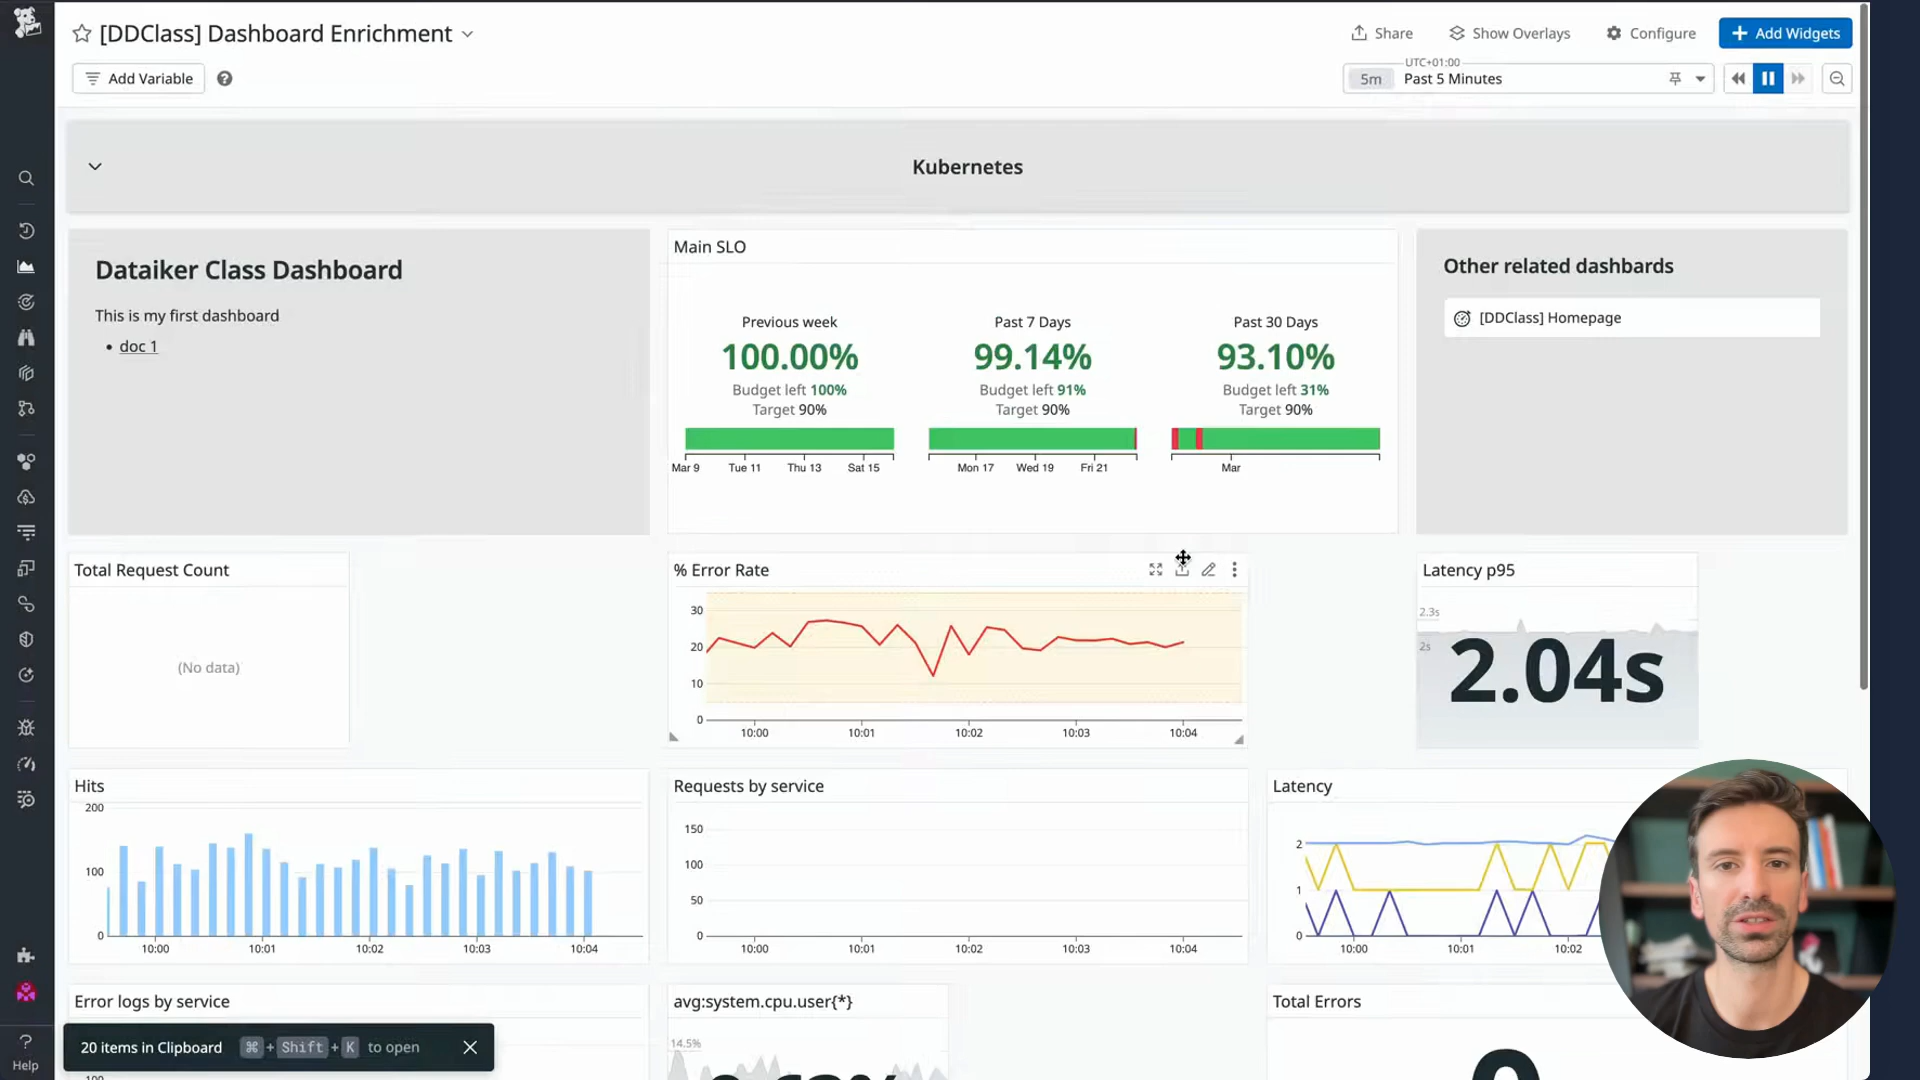 [DDClass] Dashboard Enrichment
Share
Show Overlays
Configure
+ Add Widgets
Add Variable
?
UTC+01:00
5m Past 5 Minutes
Kubernetes
Dataiker Class Dashboard
This is my first dashboard
• doc 1
Main SLO
Previous week
100.00%
Budget left 100%
Target 90%
Mar 9 Tue 11 Thu 13 Sat 15
Past 7 Days
99.14%
Budget left 91%
Target 90%
Mon 17 Wed 19 Fri 21
Past 30 Days
93.10%
Budget left 31%
Target 90%
Mar
Other related dashbards
[DDClass] Homepage
Total Request Count
(No data)
% Error Rate
30
20
10
0
10:00 10:01 10:02 10:03 10:04
Latency p95
2.3s
2s
2.04s
Hits
200
100
0
10:00 10:01 10:02 10:03 10:04
Requests by service
150
100
50
0
10:00 10:01 10:02 10:03 10:04
Latency
2
1
0
10:00 10:01 10:02
Error logs by service
100
avg:system.cpu.user{*}
14.5%
Total Errors
20 items in Clipboard ⌘ + Shift + K to open
?
Help